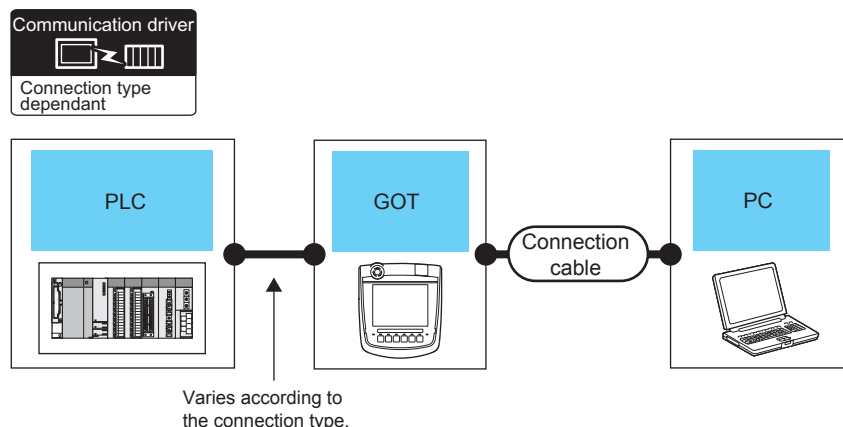 Communication driver
Connection type
dependant
PLC
GOT
PC
Connection
cable
Varies according to
the connection type.